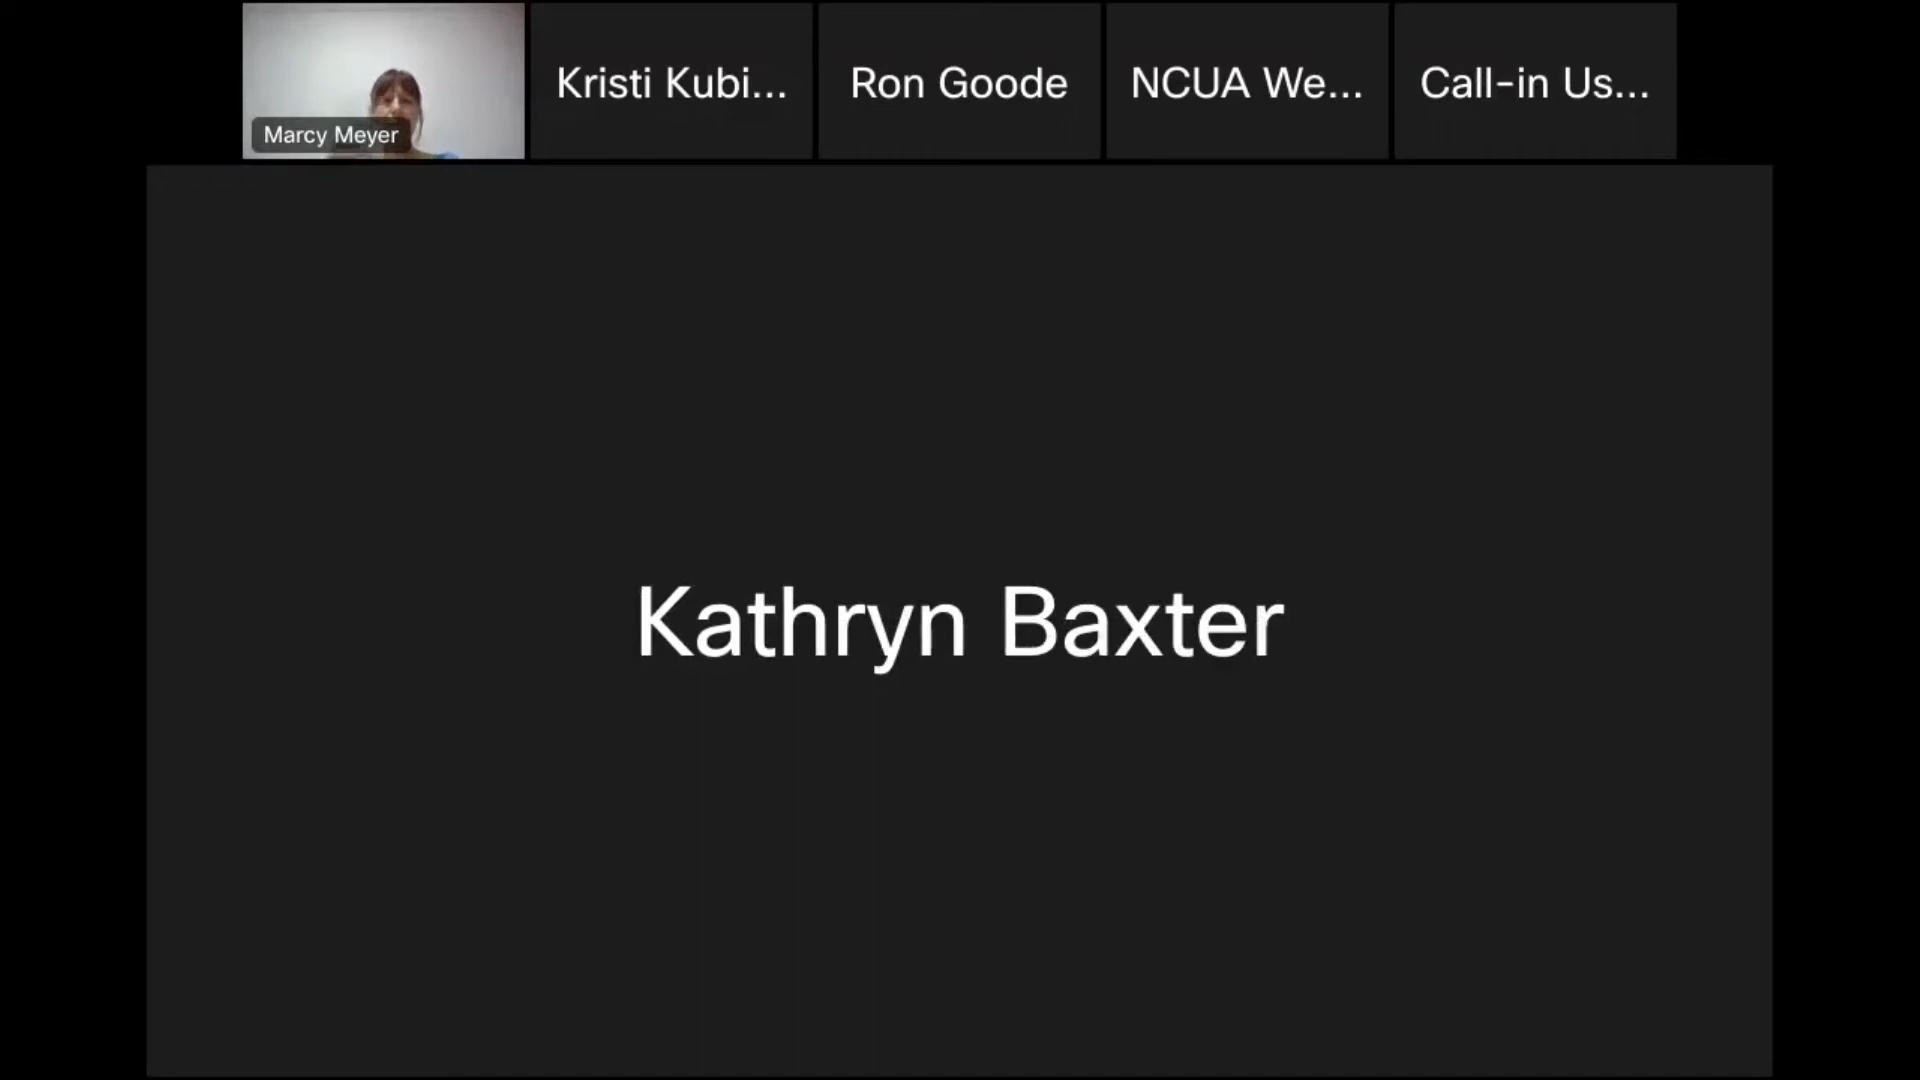 Marcy Meyer
Kristi Kubi...
Ron Goode
NCUA We...
Call-in Us...
Kathryn Baxter